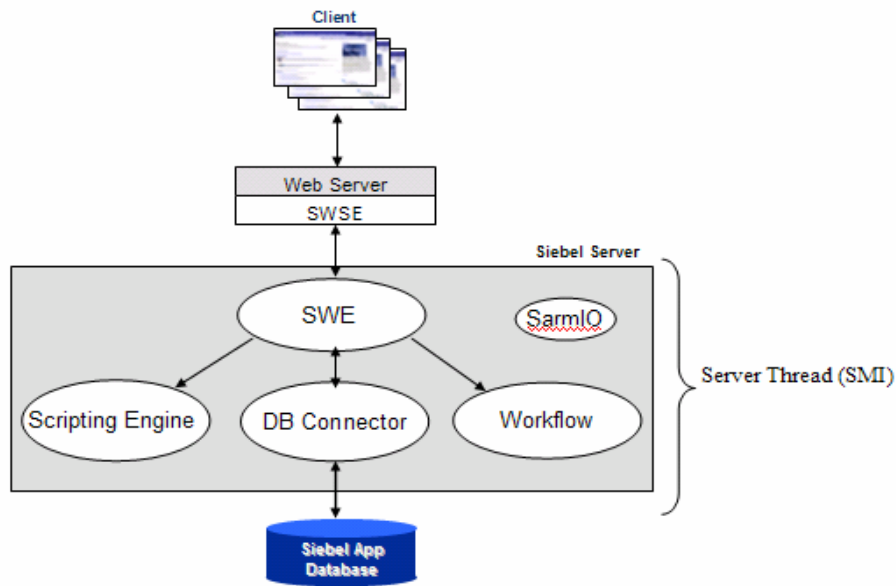 Client
Web Server
SWSE
Siebel Server
SWE
SarmIO
Server Thread (SMI)
Scripting Engine
DB Connector
Workflow
Siebel App
Database